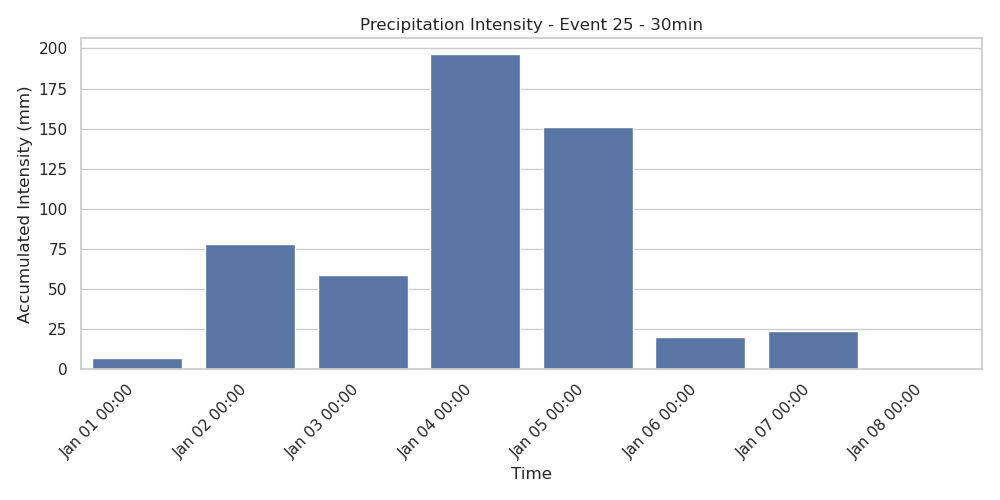 Precipitation Intensity - Event 25 - 30min
Accumulated Intensity (mm)
200
175
150
125
100
75
50
25
0
Jan 01 00:00
Jan 02 00:00
Jan 03 00:00
Jan 04 00:00
Jan 05 00:00
Jan 06 00:00
Jan 07 00:00
Jan 08 00:00
Time